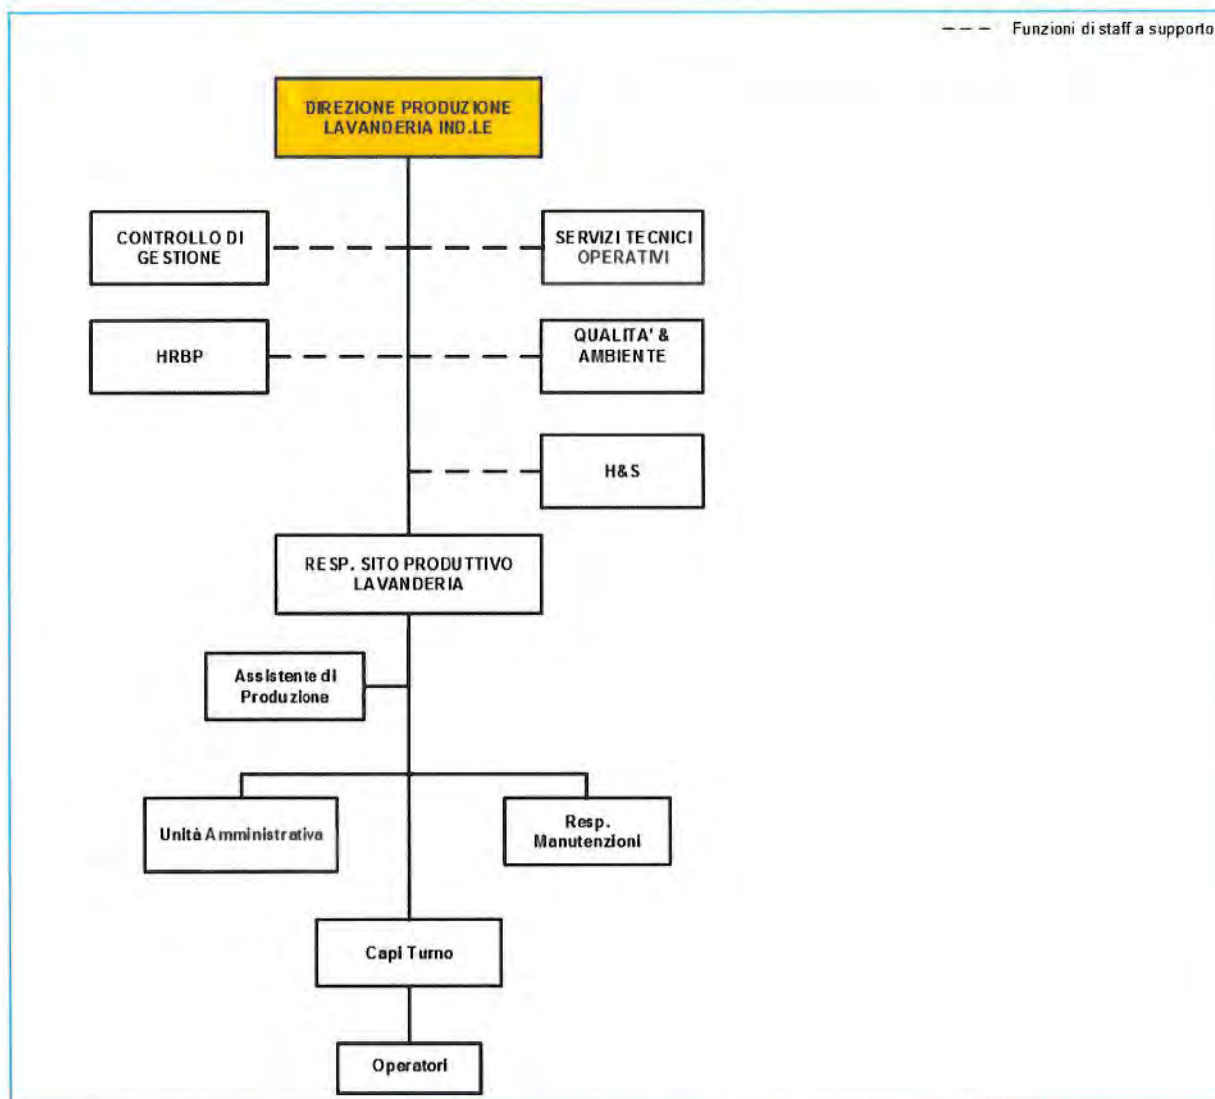 Funzioni di staff a supporto
DIREZIONE PRODUZIONE
LAVANDERIA IND.LE
CONTROLLO DI
GESTIONE
SERVIZI TECNICI
OPERATIVI
HRBP
QUALITA' &
AMBIENTE
H&S
RESP. SITO PRODUTTIVO
LAVANDERIA
Assistente di
Produzione
Unità Amministrativa
Resp.
Manutenzioni
Capi Turno
Operatori